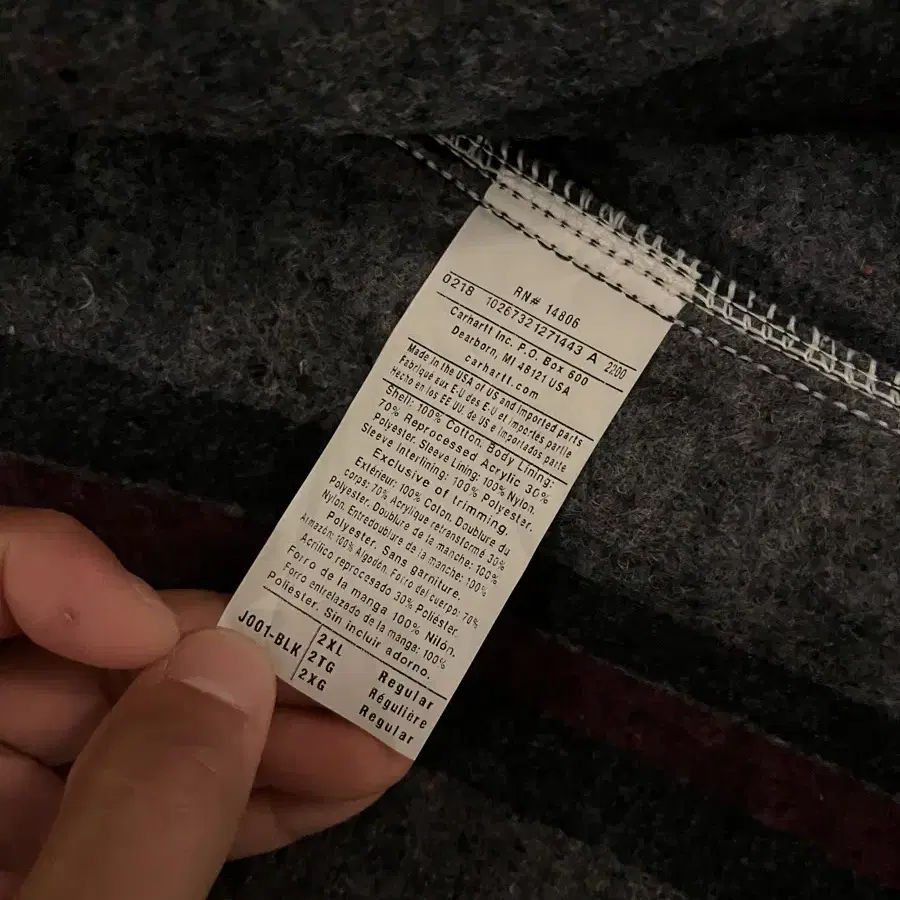 RN# 14806
0218 10267321271443 A 2200
Carhartt Inc. P.O. Box 600
Dearborn, MI 48121 USA
carhartt.com
Made in the USA of US and Imported parts
Fabriqué aux E-U des E-U et importés partie
Hecho en los EE UU. de US e Importados parte
Shell: 100% Cotton. Body Lining:
70% Reprocessed Acrylic 30%
Polyester. Sleeve Lining: 100% Nylon.
Sleeve Interlining: 100% Polyester.
Exclusive of trimming.
Extérieur: 100% Coton. Doublure du
corps: 70% Acrylique retransformé 30%
Polyester. Doublure de la manche: 100%
Nylon. Entredoublure de la manche: 100%
Polyester. Sans garniture.
Armazón: 100% Algodón. Forro del cuerpo: 70%
Acrílico reprocesado 30% Poliéster.
Forro de la manga 100% Nilón.
Forro entrelazado de la manga: 100%
Poliéster. Sin incluir adorno.
J001-BLK
2XL Regular
2TG Régulière
2XG Regular